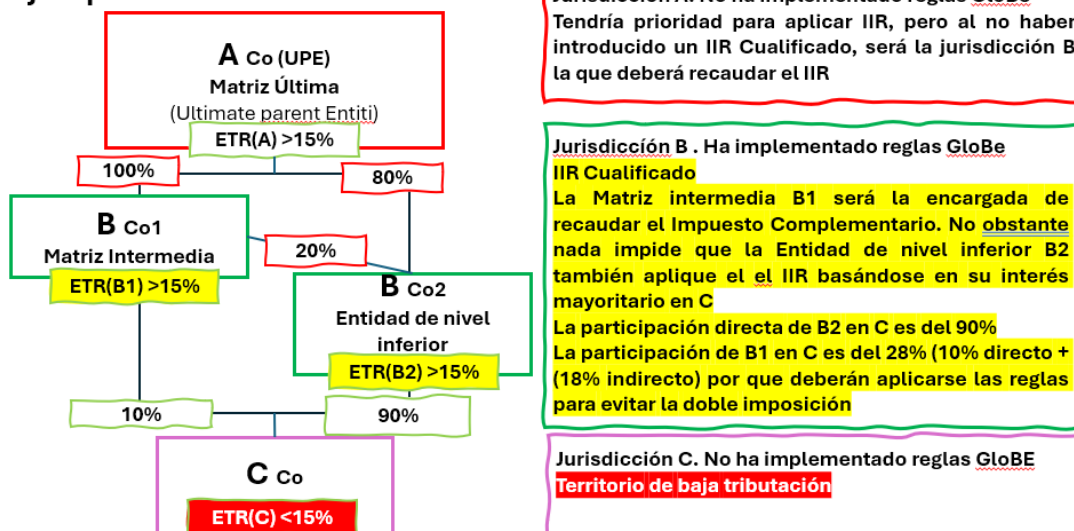 Jurisdicción A. No ha implementado reglas GloBe
Tendría prioridad para aplicar IIR, pero al no haber
introducido un IIR Cualificado, será la jurisdicción B
la que deberá recaudar el IIR
A Co (UPE)
Matriz Última
(Ultimate parent Entiti)
ETR(A) >15%
100%
80%
B Co1
Matriz Intermedia
ETR(B1) >15%
20%
B Co2
Entidad de nivel
inferior
ETR(B2) >15%
10%
90%
C Co
ETR(C) <15%
Jurisdiccíón B . Ha implementado reglas GloBe
IIR Cualificado
La Matriz intermedia B1 será la encargada de
recaudar el Impuesto Complementario. No obstante
nada impide que la Entidad de nivel inferior B2
también aplique el el IIR basándose en su interés
mayoritario en C
La participación directa de B2 en C es del 90%
La participación de B1 en C es del 28% (10% directo +
(18% indirecto) por que deberán aplicarse las reglas
para evitar la doble imposición
Jurisdicción C. No ha implementado reglas GloBE
Territorio de baja tributación